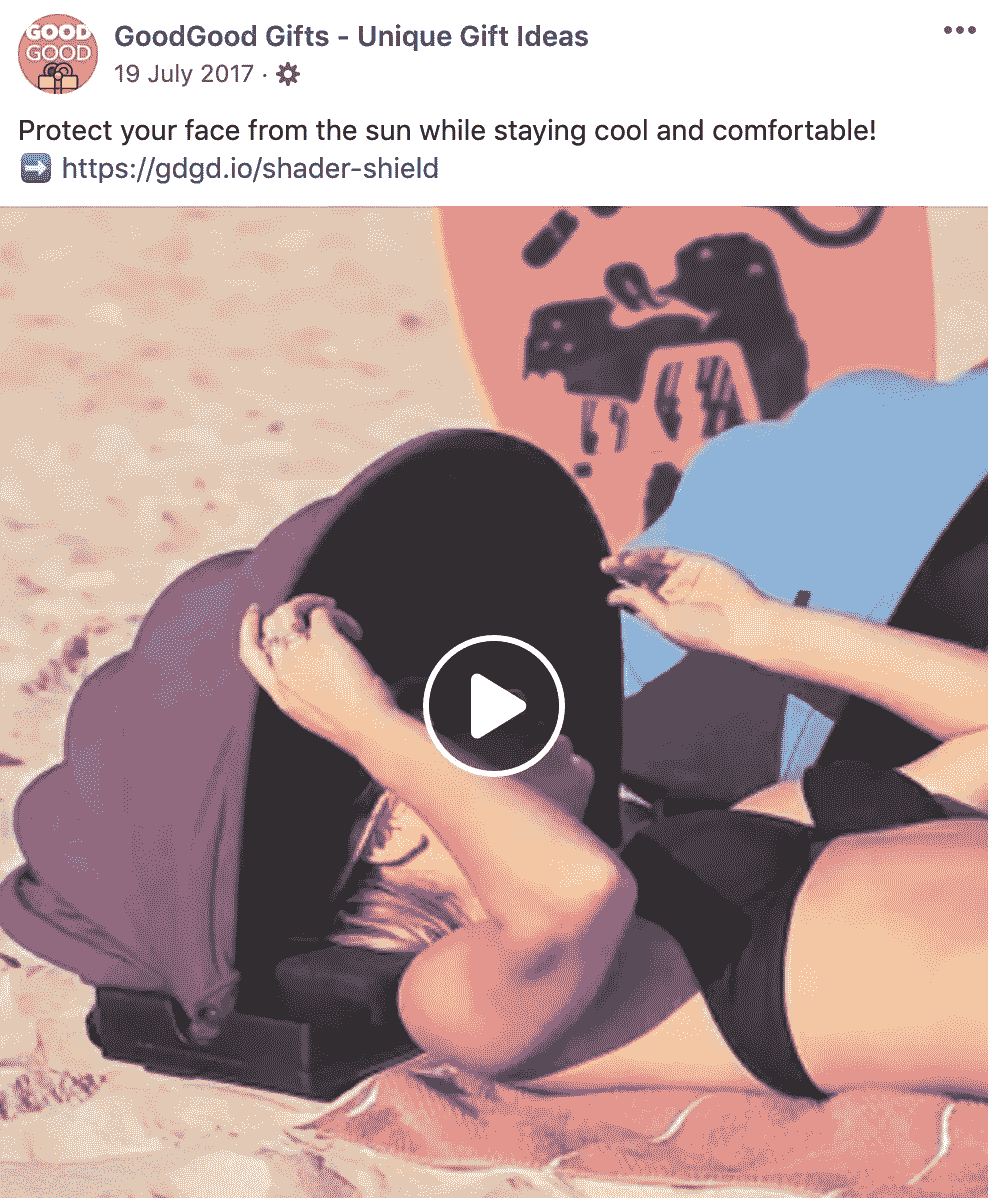 GOOD
GOOD
GoodGood Gifts - Unique Gift Ideas
19 July 2017 ·
Protect your face from the sun while staying cool and comfortable!
➡️ https://gdgd.io/shader-shield